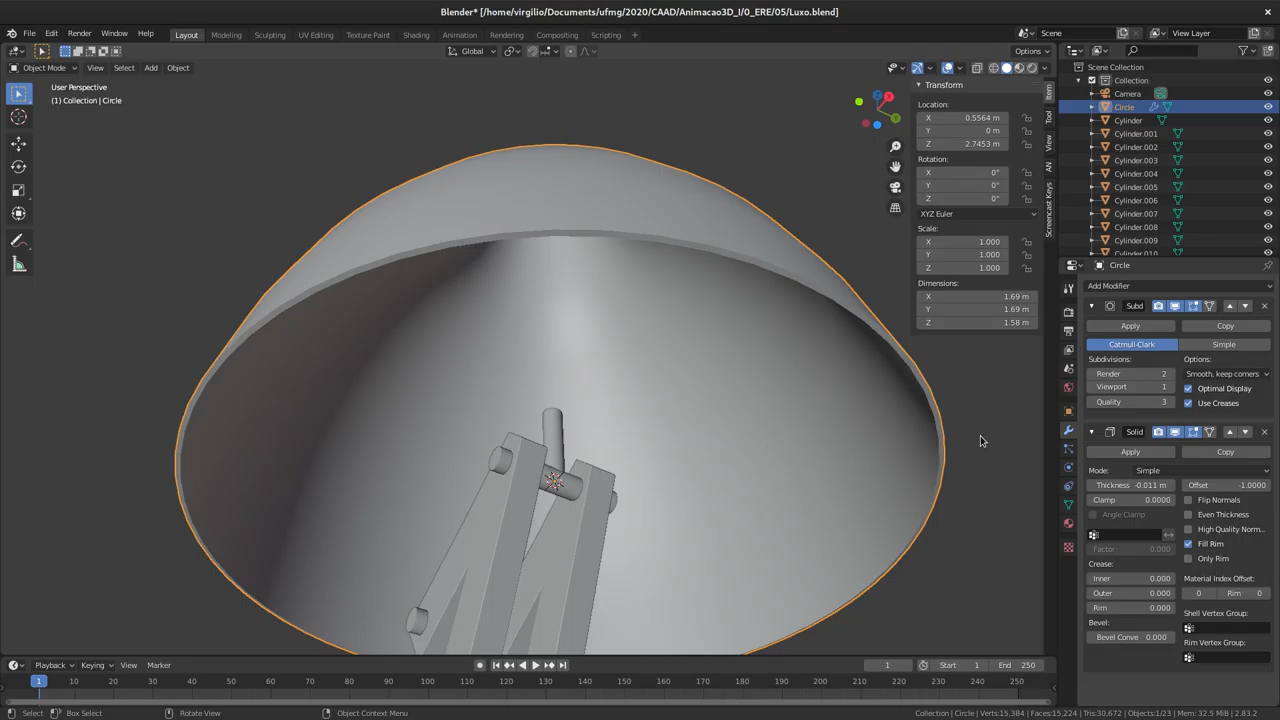 Blender* [/home/virgilio/Documents/ufmg/2020/CAAD/Animacao3D_I/0_ERE/05/Luxo.blend]
File Edit Render Window Help Layout Modeling Sculpting UV Editing Texture Paint Shading Animation Rendering Compositing Scripting Scene View Layer
Global Options
Object Mode View Select Add Object
User Perspective
(1) Collection | Circle
Transform
Location:
X 0.5564 m
Y 0 m
Z 2.7453 m
Rotation:
X 0°
Y 0°
Z 0°
XYZ Euler
Scale:
X 1.000
Y 1.000
Z 1.000
Dimensions:
X 1.69 m
Y 1.69 m
Z 1.58 m
Item
Tool
View
AN
Screencast Keys
Scene Collection
Collection
Camera
Circle
Cylinder
Cylinder.001
Cylinder.002
Cylinder.003
Cylinder.004
Cylinder.005
Cylinder.006
Cylinder.007
Cylinder.008
Cylinder.009
Cylinder.010
Circle
Add Modifier
Subd
Apply Copy
Catmull-Clark Simple
Subdivisions: Options:
Render 2 Smooth, keep corners
Viewport 1 Optimal Display
Quality 3 Use Creases
Solid
Apply Copy
Mode: Simple
Thickness -0.011 m Offset -1.0000
Clamp 0.0000 Flip Normals
Angle Clamp Even Thickness
High Quality Norm...
Factor 0.000 Fill Rim
Crease: Only Rim
Inner 0.000 Material Index Offset:
Outer 0.000 0 Rim 0
Rim 0.000 Shell Vertex Group:
Bevel:
Bevel Conve 0.000 Rim Vertex Group:
Playback Keying View Marker 1 Start 1 End 250
1 10 20 30 40 50 60 70 80 90 100 110 120 130 140 150 160 170 180 190 200 210 220 230 240 250
Select Box Select Rotate View Object Context Menu Collection | Circle | Verts:15,384 | Faces:15,224 | Tris:30,672 | Objects:1/23 | Mem: 32.5 MiB | 2.83.2